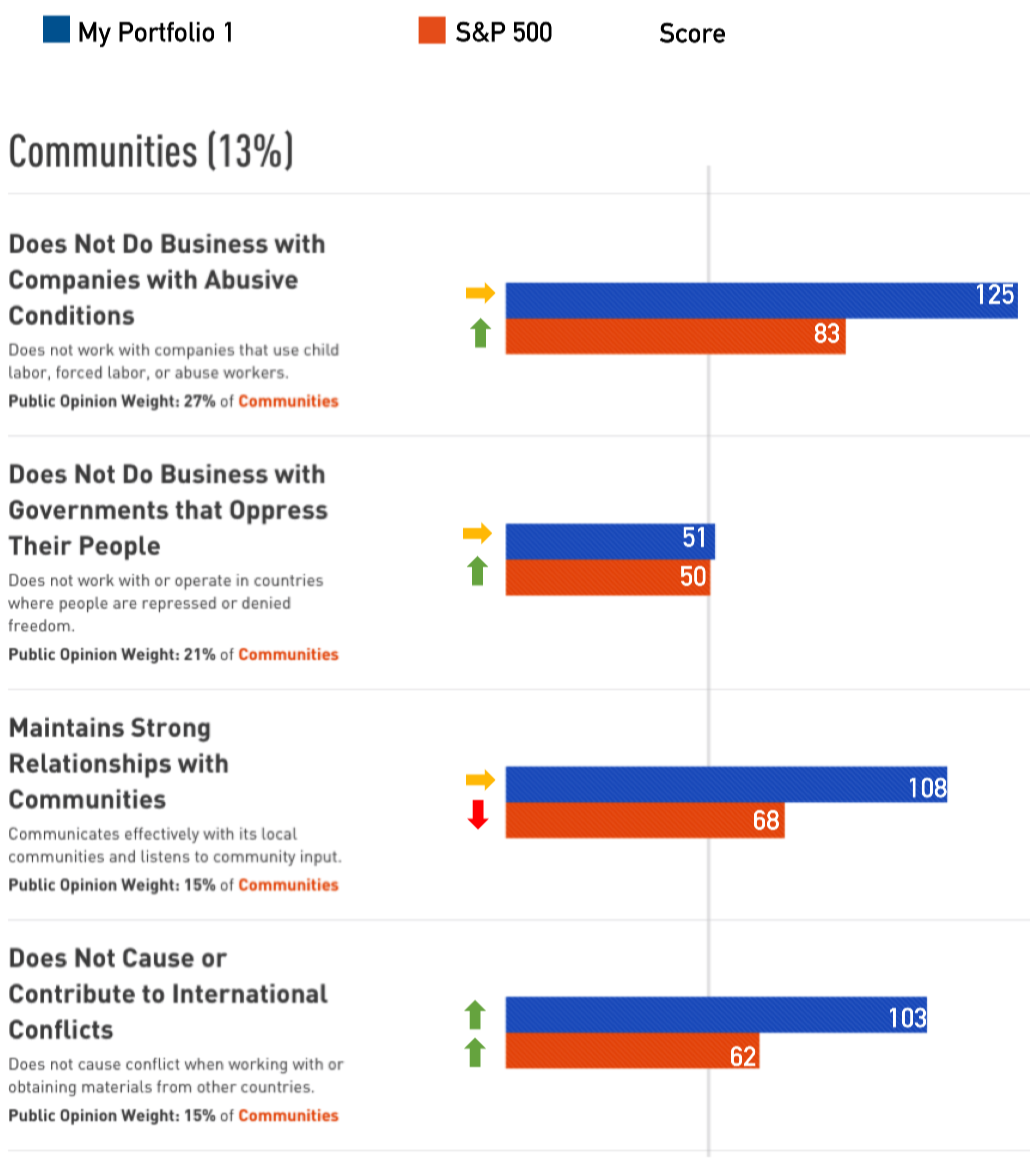 My Portfolio 1
S&P 500
Score
Communities (13%)
Does Not Do Business with
Companies with Abusive
Conditions
Does not work with companies that use child
labor, forced labor, or abuse workers.
Public Opinion Weight: 27% of Communities
125
83
Does Not Do Business with
Governments that Oppress
Their People
Does not work with or operate in countries
where people are repressed or denied
freedom.
Public Opinion Weight: 21% of Communities
51
50
Maintains Strong
Relationships with
Communities
Communicates effectively with its local
communities and listens to community input.
Public Opinion Weight: 15% of Communities
108
68
Does Not Cause or
Contribute to International
Conflicts
Does not cause conflict when working with or
obtaining materials from other countries.
Public Opinion Weight: 15% of Communities
103
62